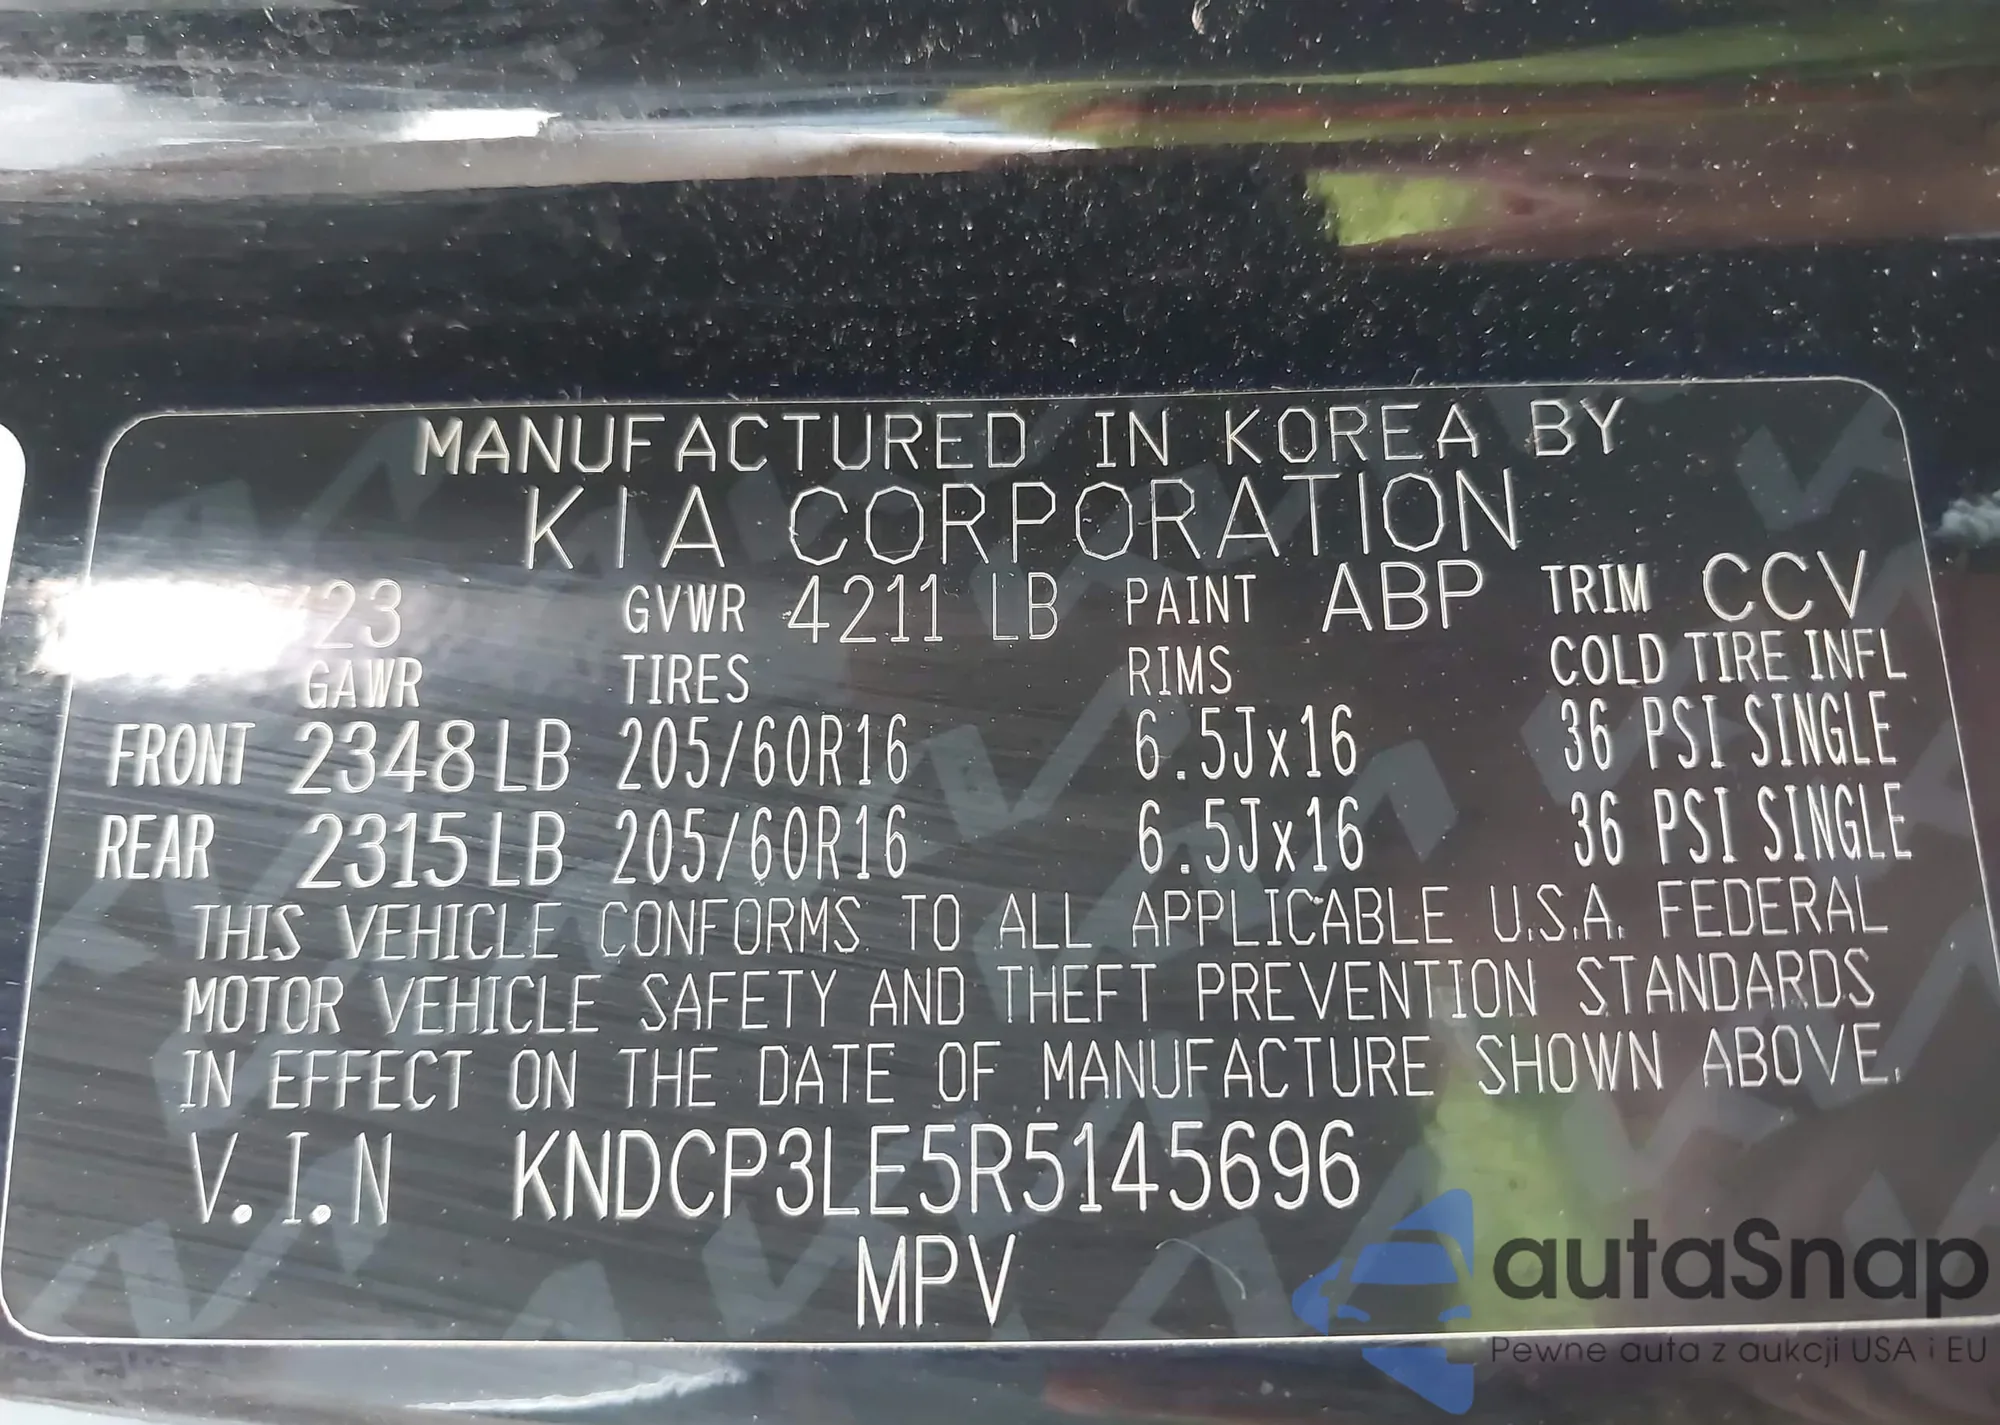 MANUFACTURED IN KOREA BY
KIA CORPORATION
/23 GVWR 4211 LB PAINT ABP TRIM CCV
GAWR TIRES RIMS COLD TIRE INFL
FRONT 2348 LB 205/60R16 6.5Jx16 36 PSI SINGLE
REAR 2315 LB 205/60R16 6.5Jx16 36 PSI SINGLE
THIS VEHICLE CONFORMS TO ALL APPLICABLE U.S.A. FEDERAL
MOTOR VEHICLE SAFETY AND THEFT PREVENTION STANDARDS
IN EFFECT ON THE DATE OF MANUFACTURE SHOWN ABOVE.
V.I.N KNDCP3LE5R5145696
MPV
autaSnap
Pewne auta z aukcji USA i EU